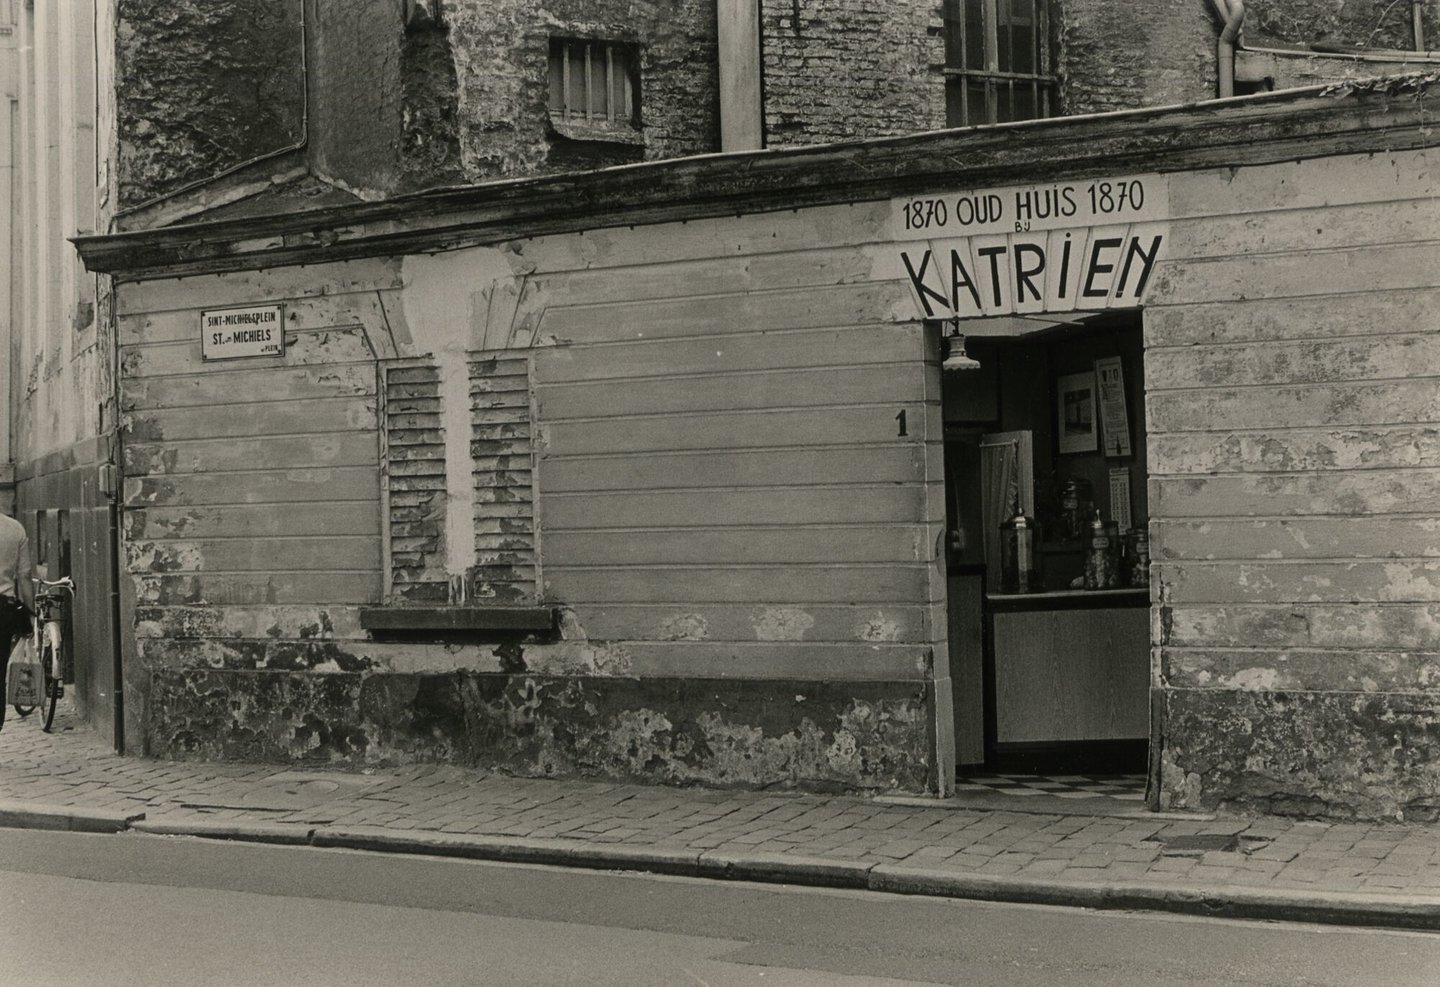 1870 OUD HUIS 1870
BIJ
KATRIEN
SINT-MICHIELSPLEIN
ST. MICHIELS
PLEIN
1